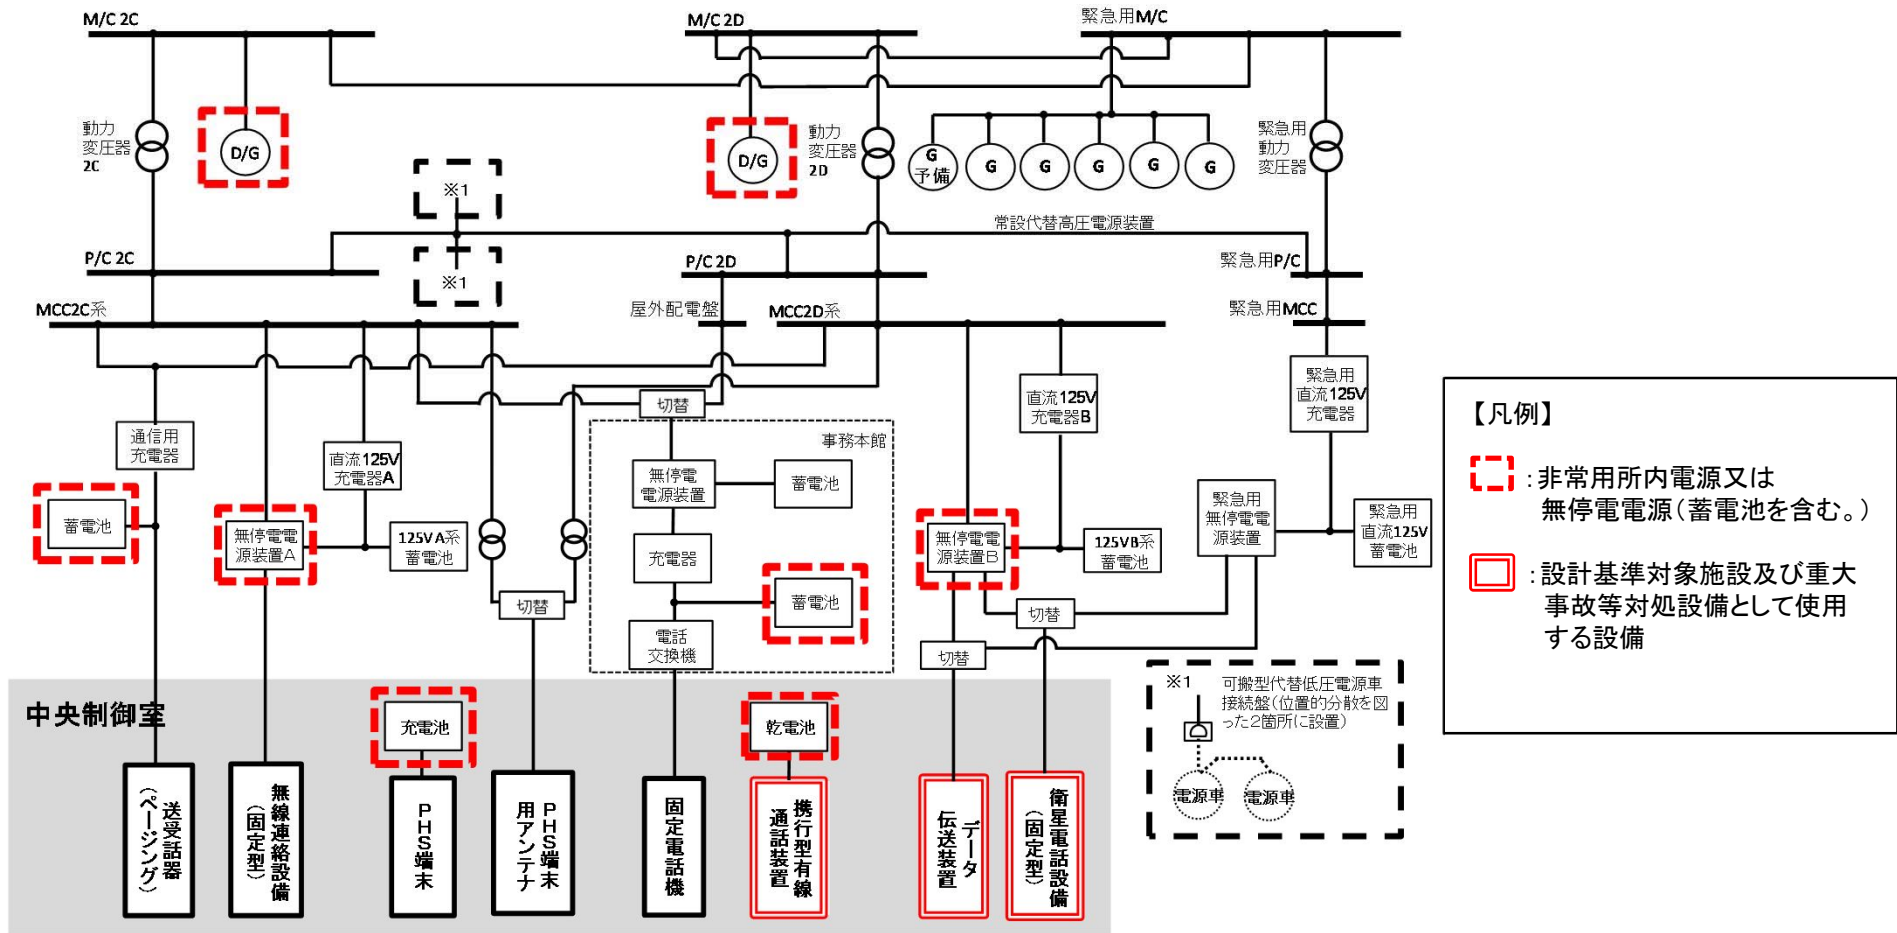 M/C 2C
M/C 2D
緊急用M/C
動力
変圧器
2C
D/G
※1
D/G
動力
変圧器
2D
G
予備
G
G
G
G
G
緊急用
動力
変圧器
常設代替高圧電源装置
P/C 2C
※1
P/C 2D
緊急用P/C
MCC2C系
屋外配電盤
MCC2D系
緊急用MCC
切替
通信用
充電器
直流125V
充電器A
事務本館
無停電
電源装置
蓄電池
直流125V
充電器B
緊急用
直流125V
充電器
蓄電池
無停電電
源装置A
125V A系
蓄電池
充電器
蓄電池
無停電電
源装置B
125VB系
蓄電池
緊急用
無停電電
源装置
緊急用
直流125V
蓄電池
切替
電話
交換機
切替
切替
中央制御室
充電池
乾電池
送受話器
(ページング)
無線連絡設備
(固定型)
PHS端末
PHS端末
用アンテナ
固定電話機
携行型有線
通話装置
データ
伝送装置
衛星電話設備
(固定型)
※1
可搬型代替低圧電源車
接続盤(位置的分散を図
った2箇所に設置)
電源車
電源車
【凡例】
:非常用所内電源又は
無停電電源(蓄電池を含む。)
:設計基準対象施設及び重大
事故等対処設備として使用
する設備